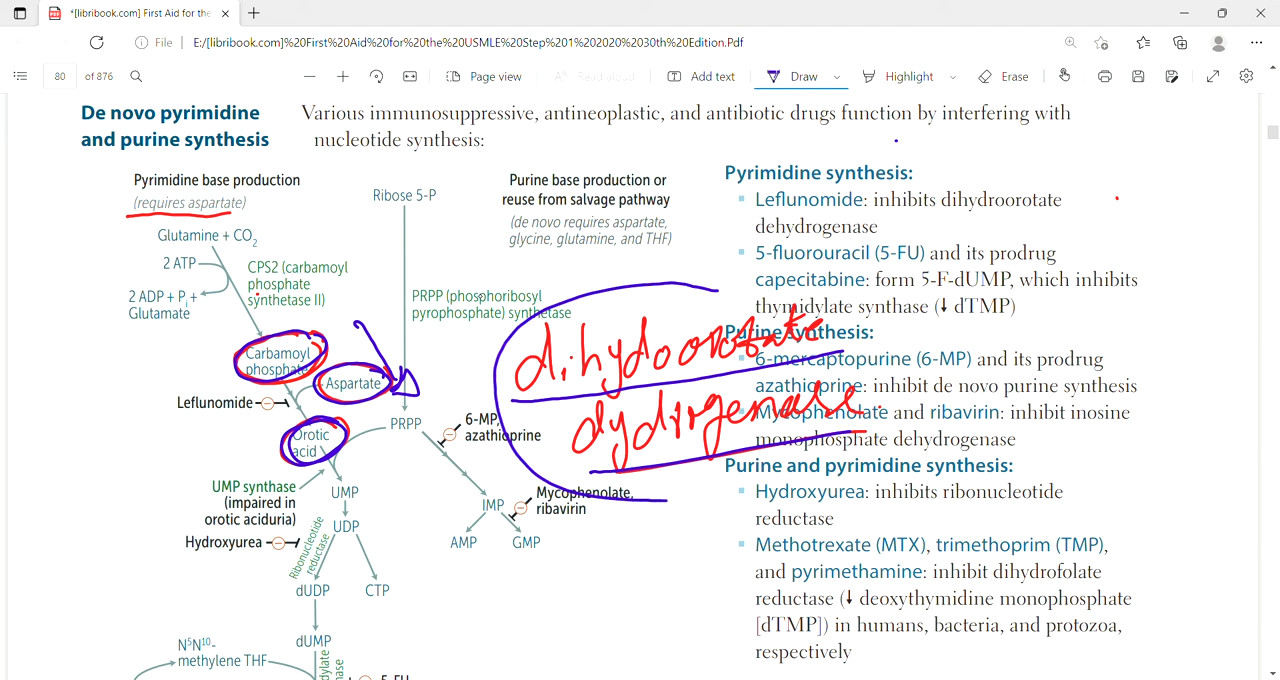 *[libribook.com] First Aid for the
File E:/[libribook.com]%20First%20Aid%20for%20the%20USMLE%20Step%201%202020%2030th%20Edition.Pdf
80 of 876
Page view
Read aloud
Add text
Draw
Highlight
Erase
De novo pyrimidine
and purine synthesis
Various immunosuppressive, antineoplastic, and antibiotic drugs function by interfering with
nucleotide synthesis:
Pyrimidine base production
(requires aspartate)
Glutamine + CO2
2 ATP
2 ADP + Pi +
Glutamate
CPS2 (carbamoyl
phosphate
synthetase II)
Carbamoyl
phosphate
Aspartate
Leflunomide
Orotic
acid
UMP synthase
(impaired in
orotic aciduria)
Hydroxyurea
UMP
UDP
Ribonucleotide
reductase
dUDP
CTP
dUMP
N5N10-
methylene THF
5-FU
Ribose 5-P
PRPP (phosphoribosyl
pyrophosphate) synthetase
PRPP
6-MP,
azathioprine
Mycophenolate,
ribavirin
IMP
AMP
GMP
Purine base production or
reuse from salvage pathway
(de novo requires aspartate,
glycine, glutamine, and THF)
dihydroorotate
dydrogenase
Pyrimidine synthesis:
Leflunomide: inhibits dihydroorotate
dehydrogenase
5-fluorouracil (5-FU) and its prodrug
capecitabine: form 5-F-dUMP, which inhibits
thymidylate synthase (↓ dTMP)
Purine synthesis:
6-mercaptopurine (6-MP) and its prodrug
azathioprine: inhibit de novo purine synthesis
Mycophenolate and ribavirin: inhibit inosine
monophosphate dehydrogenase
Purine and pyrimidine synthesis:
Hydroxyurea: inhibits ribonucleotide
reductase
Methotrexate (MTX), trimethoprim (TMP),
and pyrimethamine: inhibit dihydrofolate
reductase (↓ deoxythymidine monophosphate
[dTMP]) in humans, bacteria, and protozoa,
respectively